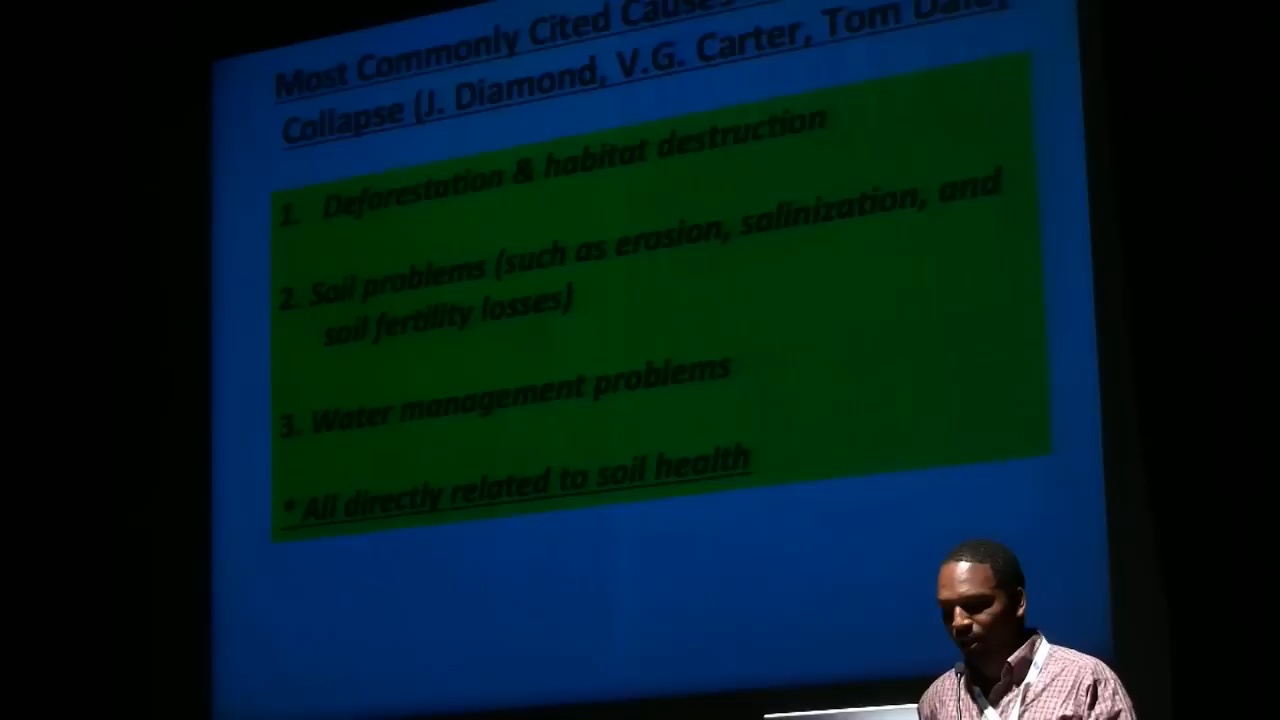 Most Commonly Cited Causes
Collapse (J. Diamond, V.G. Carter, Tom
1. Deforestation & habitat destruction
2. Soil problems (such as erosion, salinization, and
soil fertility losses)
3. Water management problems
* All directly related to soil health